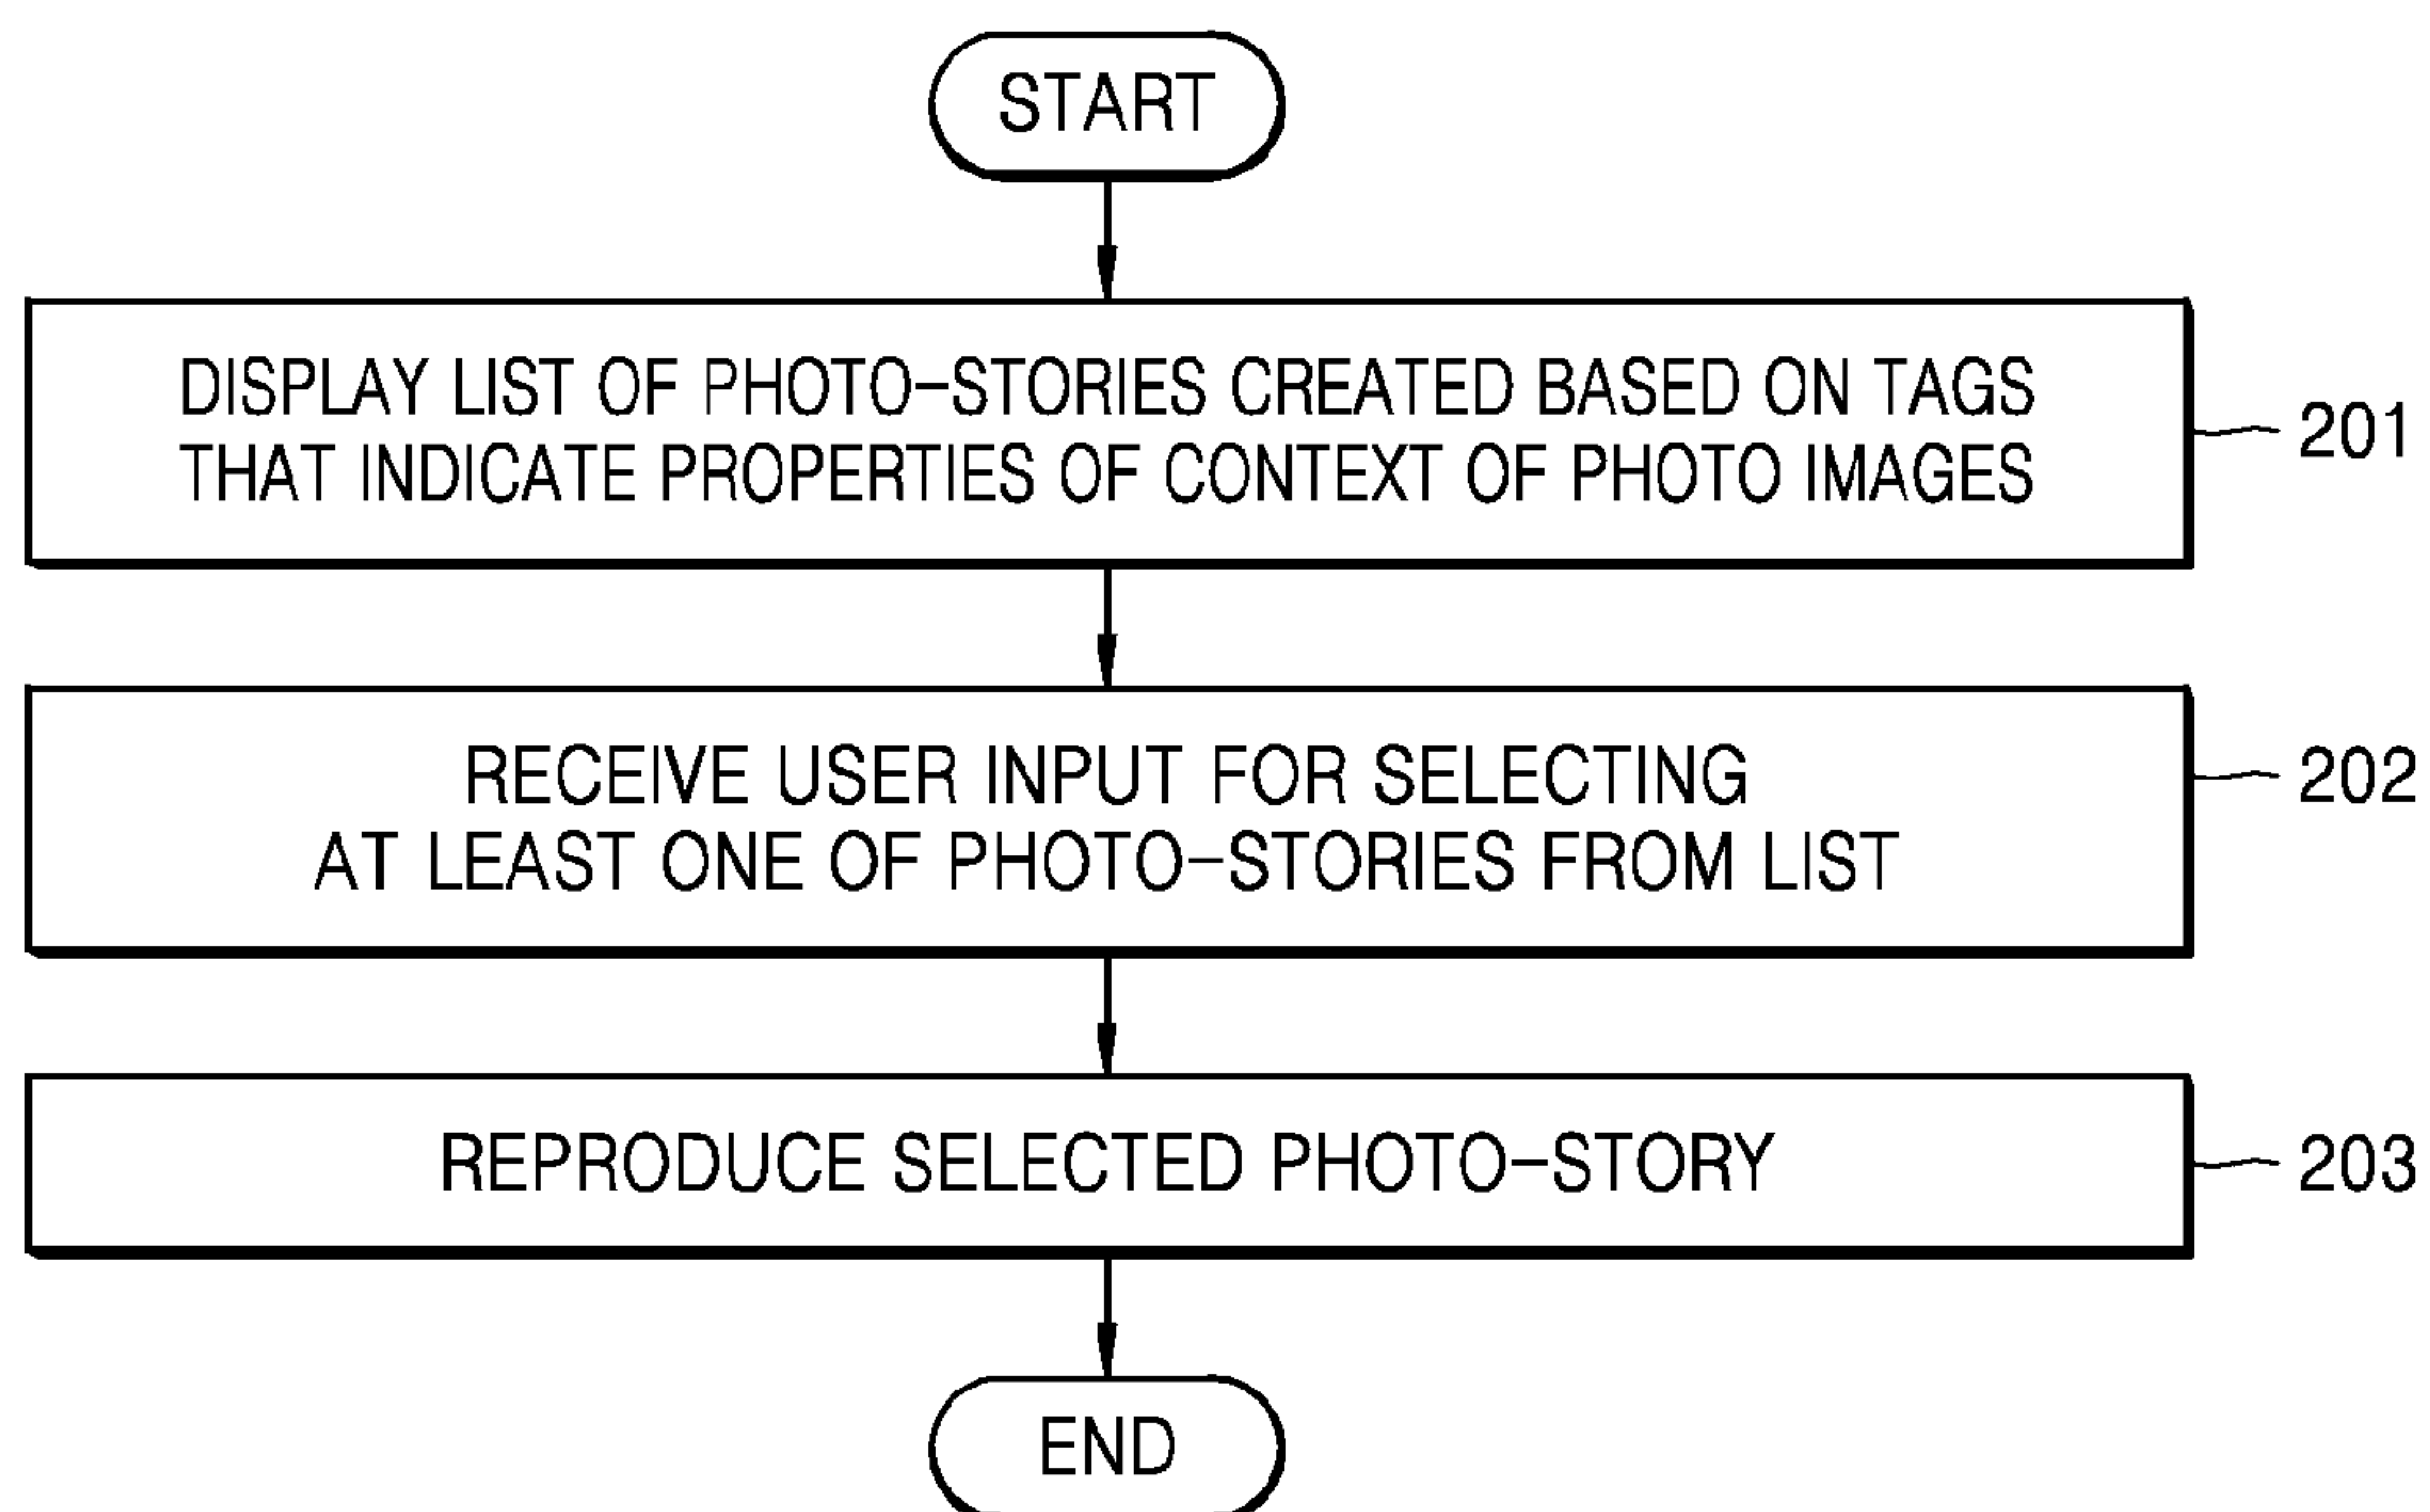 START
DISPLAY LIST OF PHOTO-STORIES CREATED BASED ON TAGS
THAT INDICATE PROPERTIES OF CONTEXT OF PHOTO IMAGES
201
RECEIVE USER INPUT FOR SELECTING
AT LEAST ONE OF PHOTO-STORIES FROM LIST
202
REPRODUCE SELECTED PHOTO-STORY
203
END